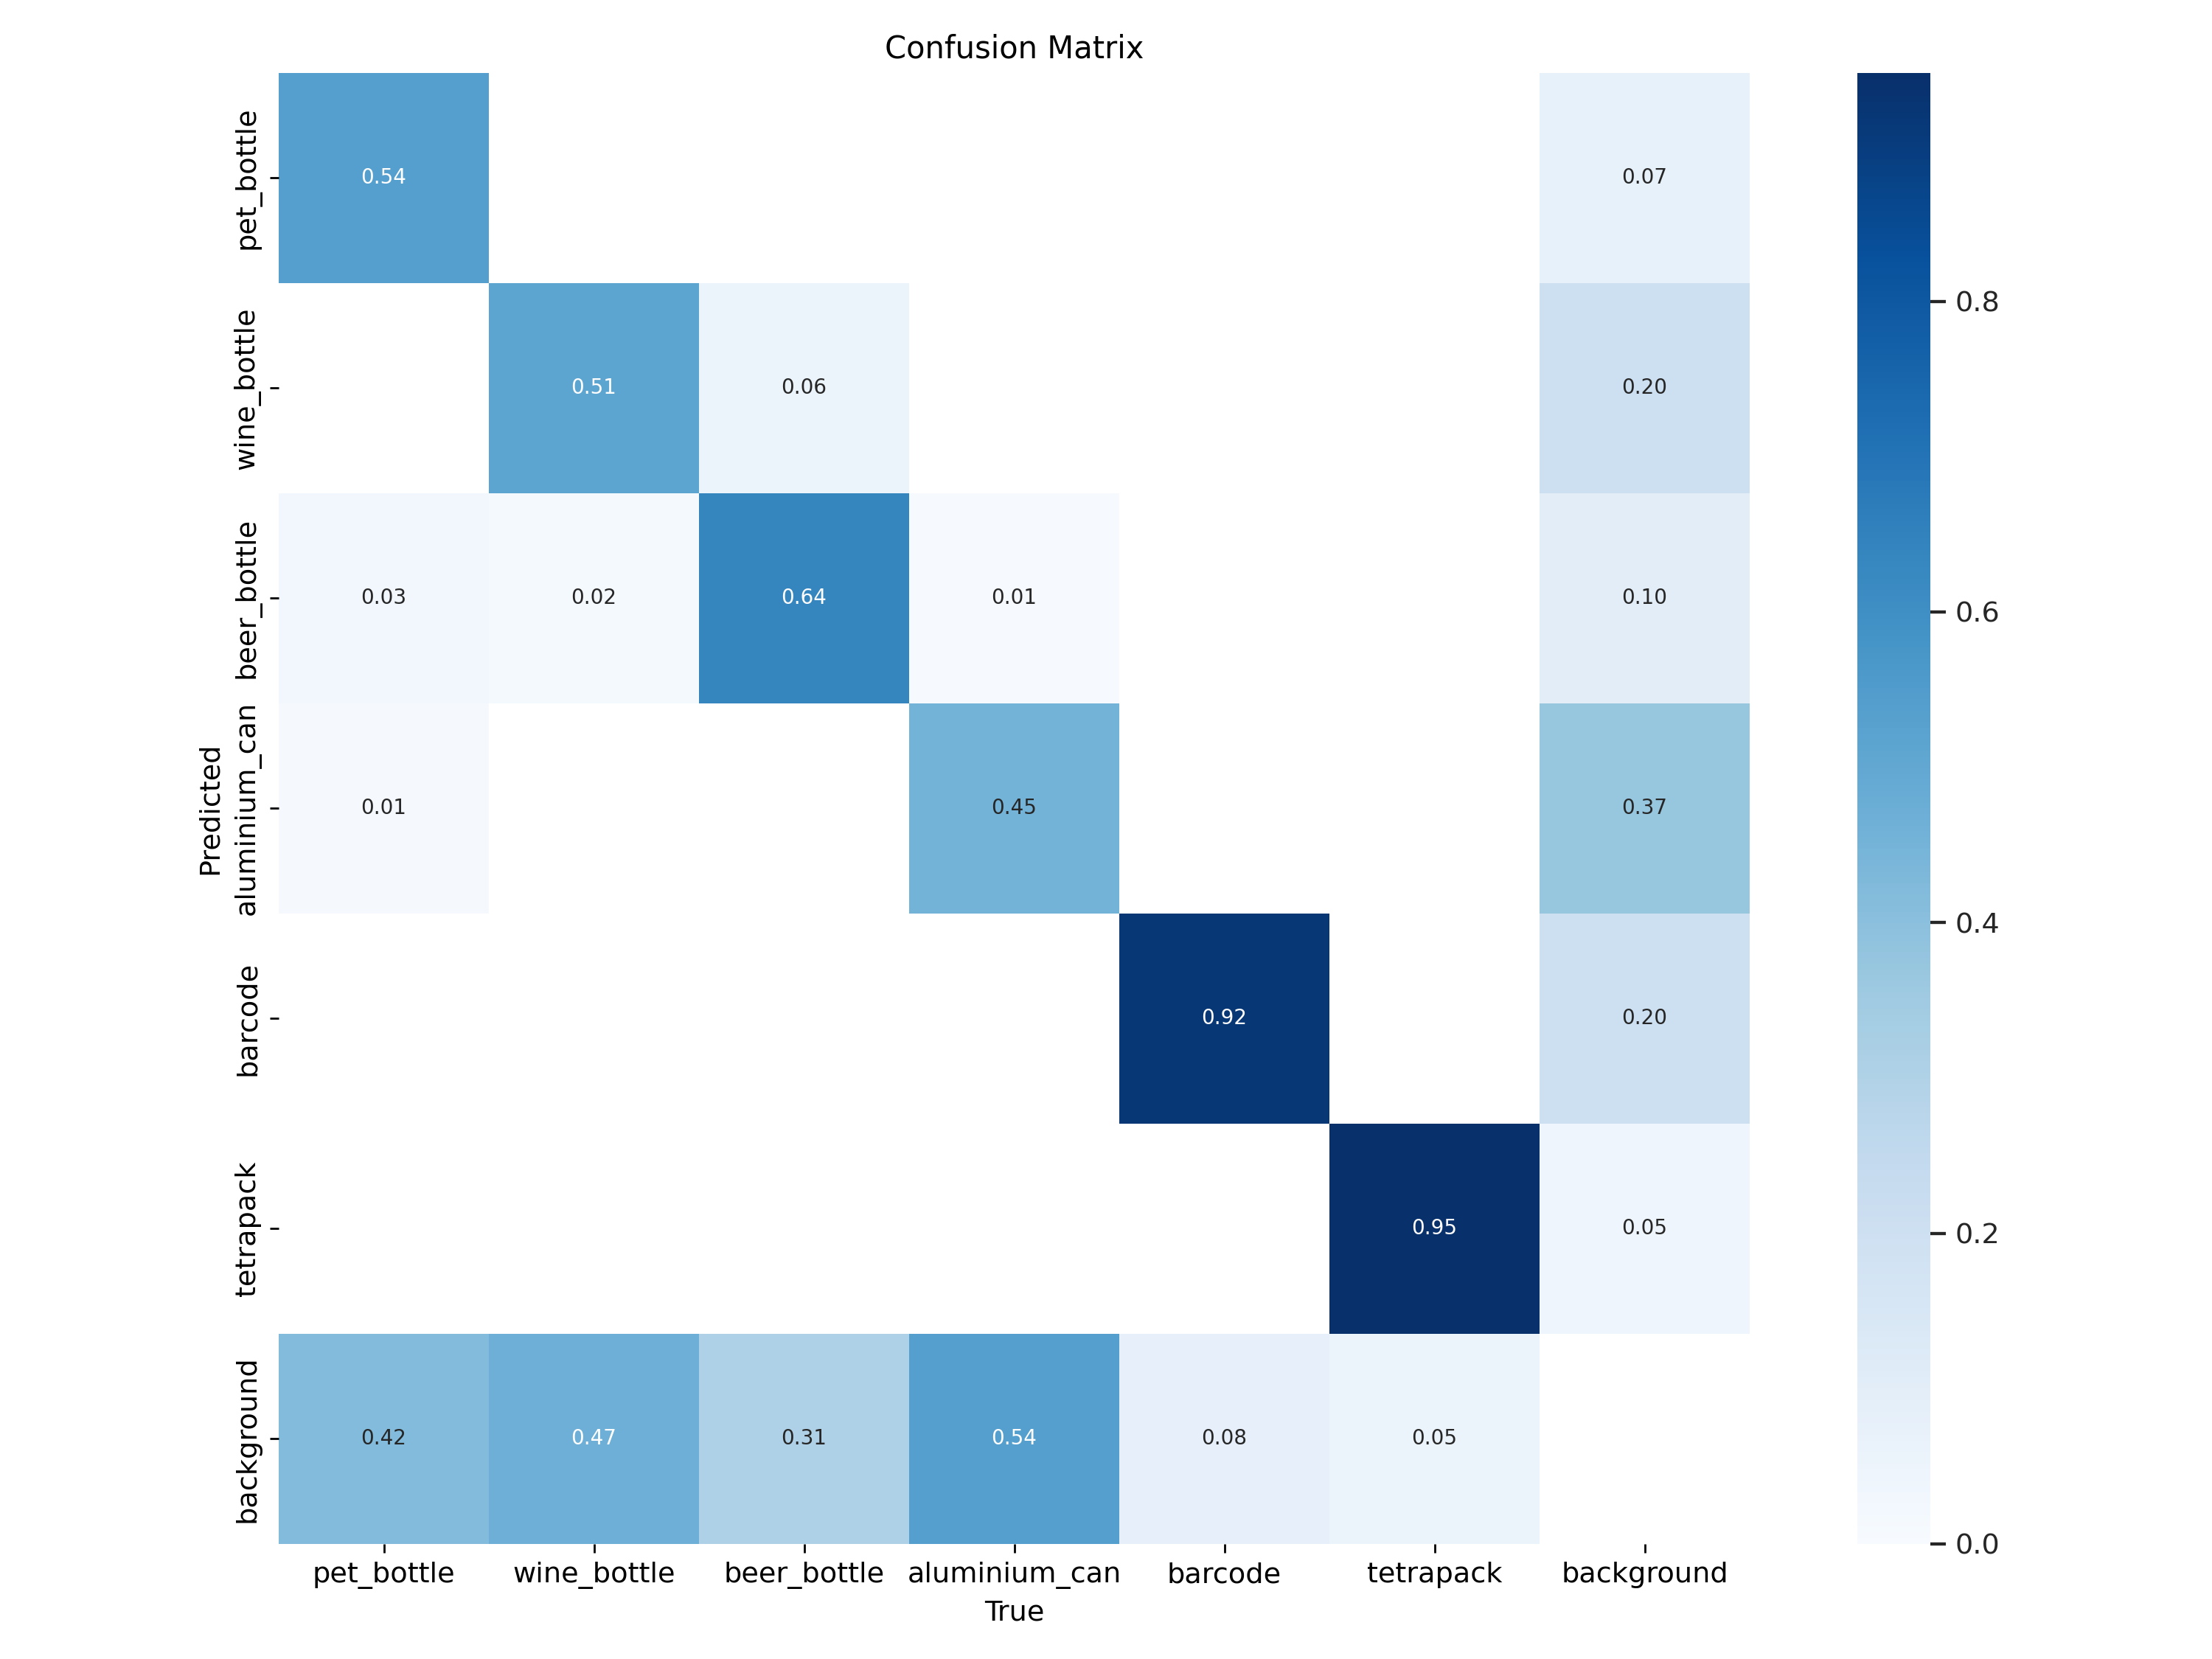 Confusion Matrix
pet_bottle
0.54
0.07
wine_bottle
0.51
0.06
0.20
beer_bottle
0.03
0.02
0.64
0.01
0.10
aluminium_can
0.01
0.45
0.37
barcode
0.92
0.20
tetrapack
0.95
0.05
background
0.42
0.47
0.31
0.54
0.08
0.05
Predicted
pet_bottle
wine_bottle
beer_bottle
aluminium_can
barcode
tetrapack
background
True
0.8
0.6
0.4
0.2
0.0